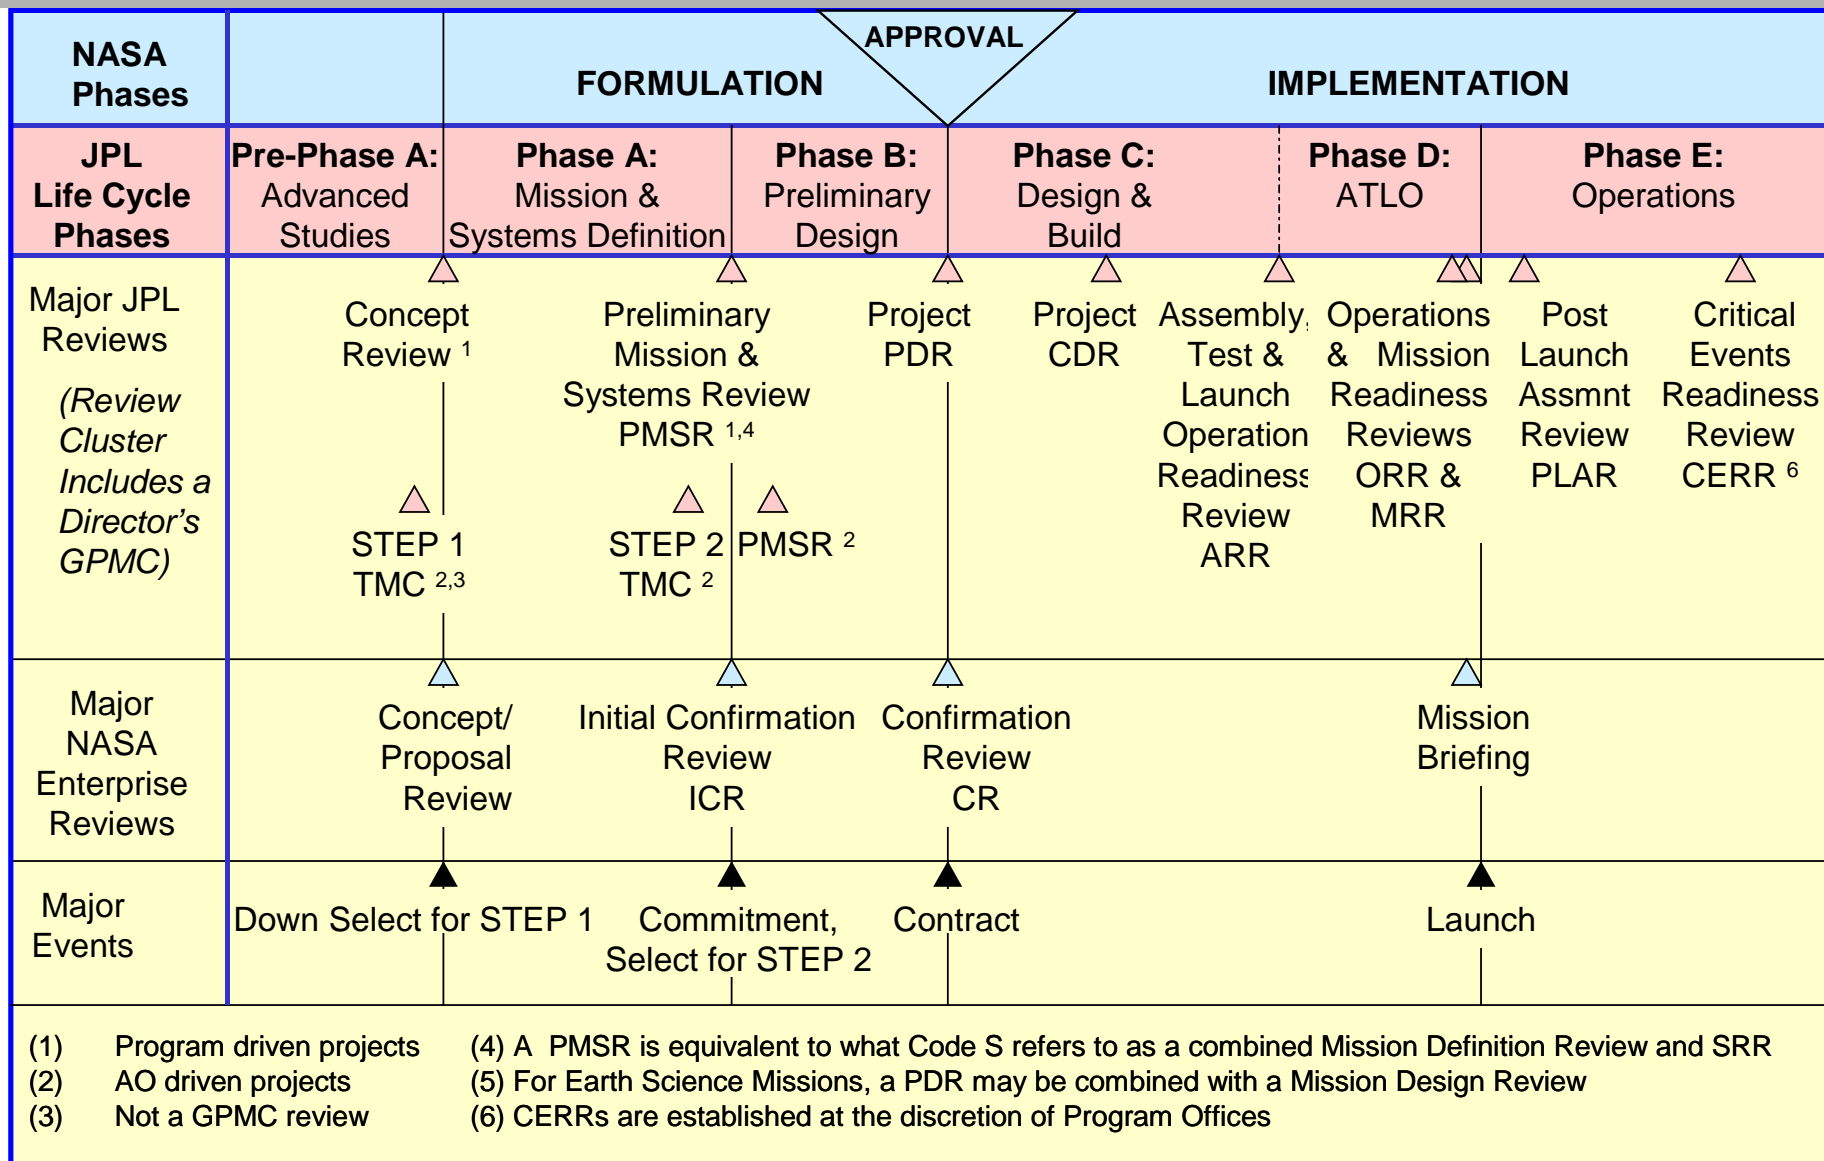 NASA
Phases
APPROVAL
FORMULATION
IMPLEMENTATION
JPL
Life Cycle
Phases
Pre-Phase A:
Advanced
Studies
Phase A:
Mission &
Systems Definition
Phase B:
Preliminary
Design
Phase C:
Design &
Build
Phase D:
ATLO
Phase E:
Operations
Major JPL
Reviews
(Review
Cluster
Includes a
Director's
GPMC)
Concept
Review 1
Preliminary
Mission &
Systems Review
PMSR 1,4
Project
PDR
Project
CDR
Assembly,
Test &
Launch
Operation
Readiness
Review
ARR
Operations
& Mission
Readiness
Reviews
ORR &
MRR
Post
Launch
Assmnt
Review
PLAR
Critical
Events
Readiness
Review
CERR 6
STEP 1
TMC 2,3
STEP 2
TMC 2
PMSR 2
Major
NASA
Enterprise
Reviews
Concept/
Proposal
Review
Initial Confirmation
Review
ICR
Confirmation
Review
CR
Mission
Briefing
Major
Events
Down Select for STEP 1
Commitment,
Select for STEP 2
Contract
Launch
(1) Program driven projects
(2) AO driven projects
(3) Not a GPMC review
(4) A PMSR is equivalent to what Code S refers to as a combined Mission Definition Review and SRR
(5) For Earth Science Missions, a PDR may be combined with a Mission Design Review
(6) CERRs are established at the discretion of Program Offices